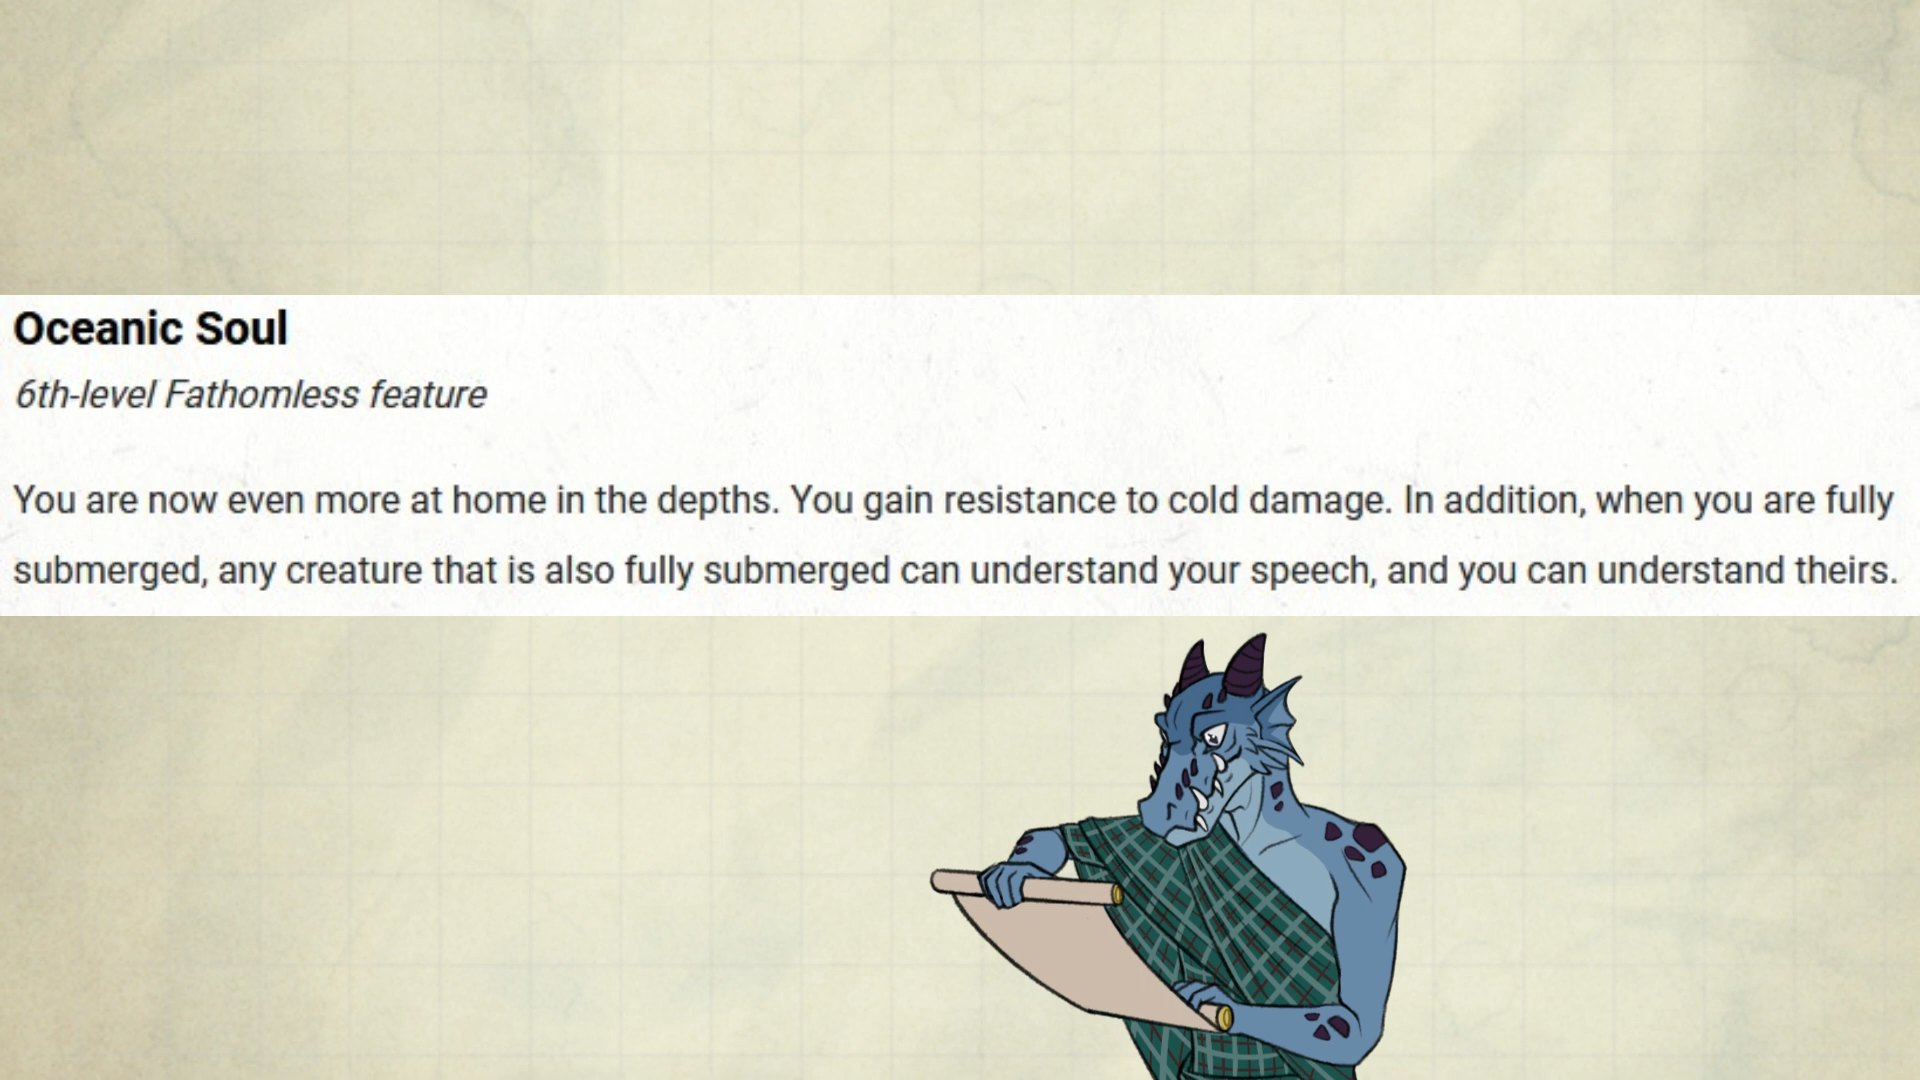 Oceanic Soul
6th-level Fathomless feature
You are now even more at home in the depths. You gain resistance to cold damage. In addition, when you are fully
submerged, any creature that is also fully submerged can understand your speech, and you can understand theirs.